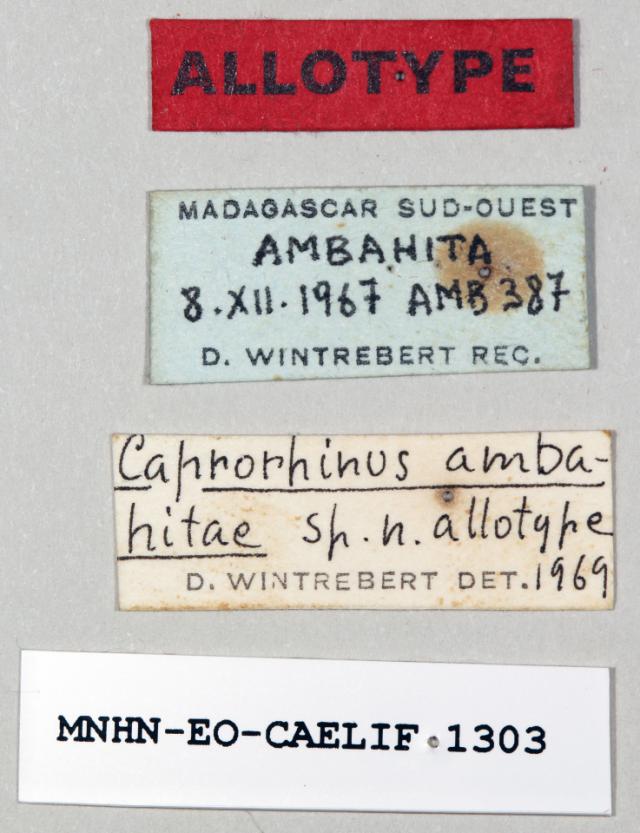 ALLOTYPE
MADAGASCAR SUD-OUEST
AMBAHITA
8.XII.1967 AMB 387
D. WINTREBERT REC.
Caprorhinus amba-
hitae sp. n. allotype
D. WINTREBERT DET. 1969
MNHN-EO-CAELIF 1303